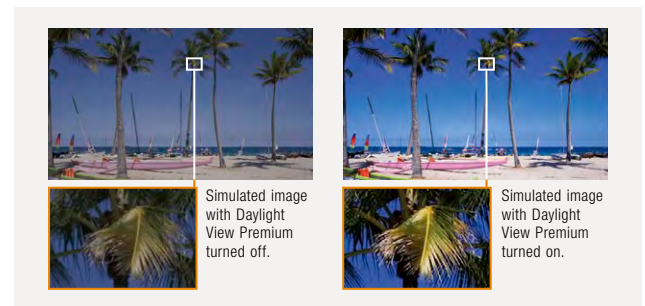 Simulated image
with Daylight
View Premium
turned off.
Simulated image
with Daylight
View Premium
turned on.